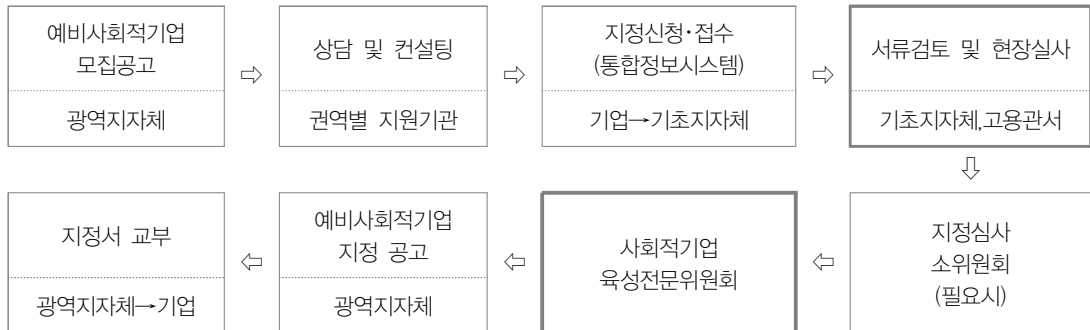 예비사회적기업
모집공고
광역지자체
⇨
상담 및 컨설팅
권역별 지원기관
⇨
지정신청·접수
(통합정보시스템)
기업→기초지자체
⇨
서류검토 및 현장실사
기초지자체,고용관서
⇩
지정심사
소위원회
(필요시)
⇦
사회적기업
육성전문위원회
⇦
예비사회적기업
지정 공고
광역지자체
⇦
지정서 교부
광역지자체→기업